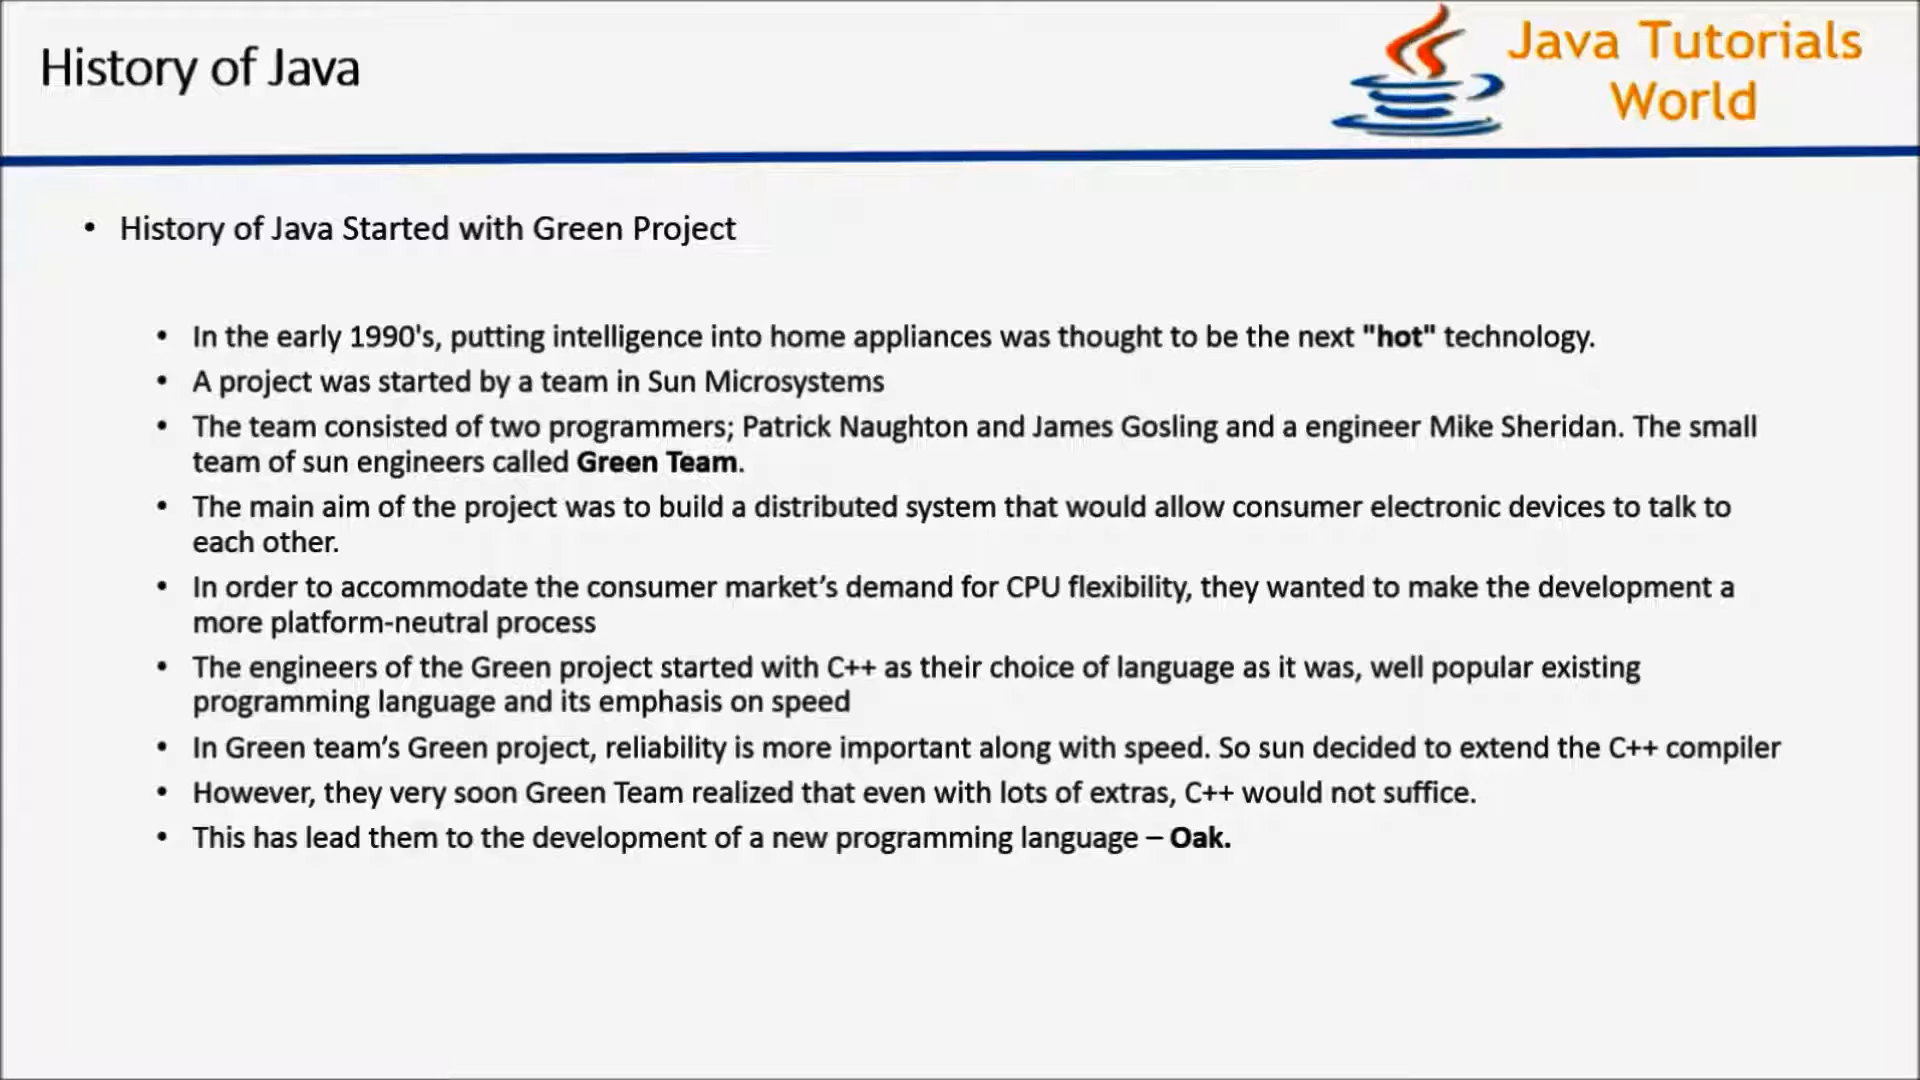 History of Java
Java Tutorials
World
• History of Java Started with Green Project
• In the early 1990's, putting intelligence into home appliances was thought to be the next "hot" technology.
• A project was started by a team in Sun Microsystems
• The team consisted of two programmers; Patrick Naughton and James Gosling and a engineer Mike Sheridan. The small
team of sun engineers called Green Team.
• The main aim of the project was to build a distributed system that would allow consumer electronic devices to talk to
each other.
• In order to accommodate the consumer market’s demand for CPU flexibility, they wanted to make the development a
more platform-neutral process
• The engineers of the Green project started with C++ as their choice of language as it was, well popular existing
programming language and its emphasis on speed
• In Green team’s Green project, reliability is more important along with speed. So sun decided to extend the C++ compiler
• However, they very soon Green Team realized that even with lots of extras, C++ would not suffice.
• This has lead them to the development of a new programming language – Oak.